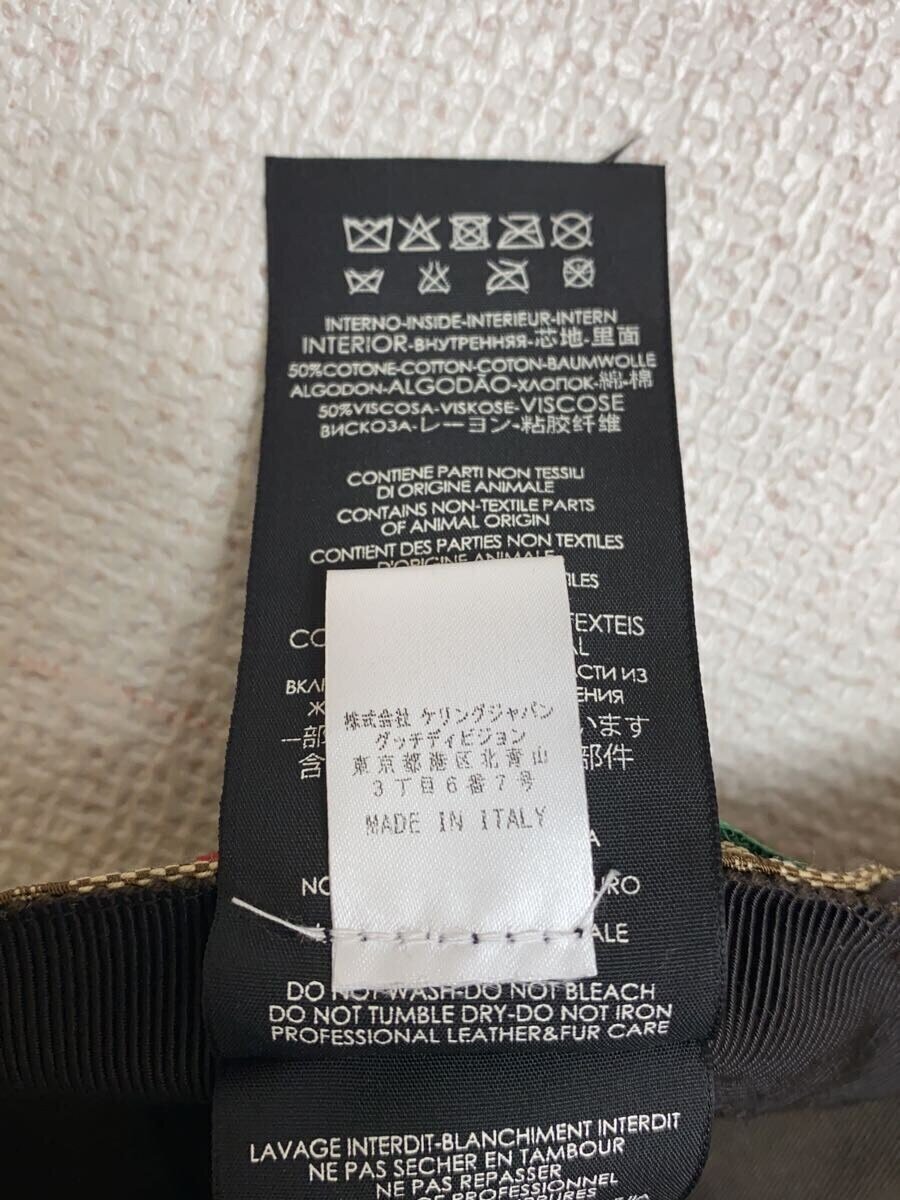 INTERNO-INSIDE-INTERIEUR-INTERN
INTERIOR-ВНУТРЕННЯЯ-芯地-里面
50%COTONE-COTTON-COTON-BAUMWOLLE
ALGODON-ALGODÃO-ХЛОПОК-綿-棉
50%VISCOSA-VISKOSE-VISCOSE
ВИСКОЗА-レーヨン-粘胶纤维
CONTIENE PARTI NON TESSILI
DI ORIGINE ANIMALE
CONTAINS NON-TEXTILE PARTS
OF ANIMAL ORIGIN
CONTIENT DES PARTIES NON TEXTILES
D'ORIGINE ANIMALE
株式会社 ケリングジャパン
グッチディビジョン
東京都港区北青山
3丁目6番7号
MADE IN ITALY
DO NOT WASH-DO NOT BLEACH
DO NOT TUMBLE DRY-DO NOT IRON
PROFESSIONAL LEATHER&FUR CARE
LAVAGE INTERDIT-BLANCHIMENT INTERDIT
NE PAS SECHER EN TAMBOUR
NE PAS REPASSER
PROFESSIONNEL